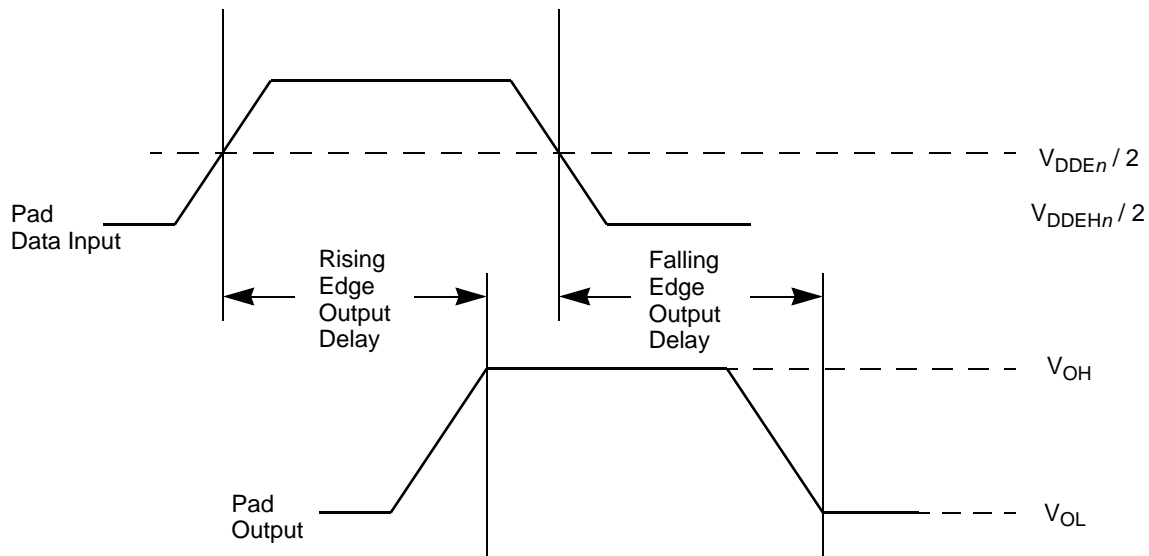 V_DDEn / 2
Pad
Data Input
V_DDEHn / 2
Rising
Edge
Output
Delay
Falling
Edge
Output
Delay
V_OH
Pad
Output
V_OL